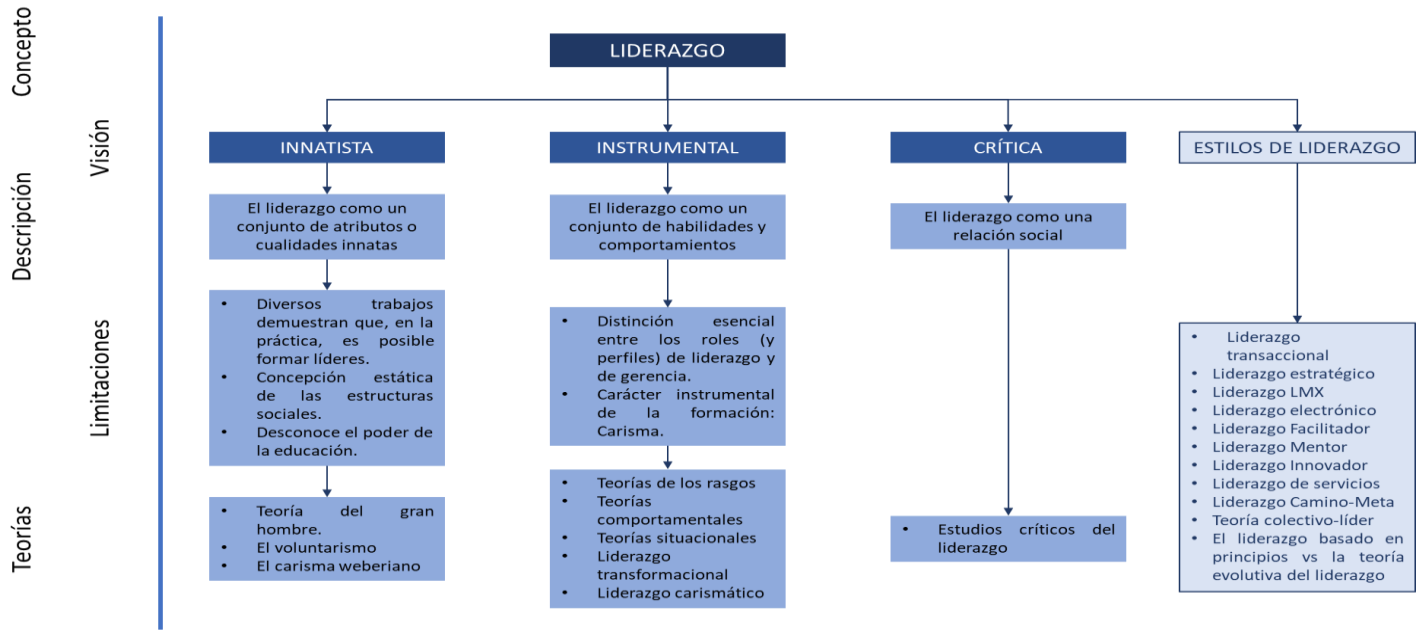 Concepto
Visión
Descripción
Limitaciones
Teorías
LIDERAZGO
INNATISTA
El liderazgo como un
conjunto de atributos o
cualidades innatas
• Diversos trabajos
demuestran que, en la
práctica, es posible
formar líderes.
• Concepción estática
de las estructuras
sociales.
• Desconoce el poder de
la educación.
• Teoría del gran
hombre.
• El voluntarismo
• El carisma weberiano
INSTRUMENTAL
El liderazgo como un
conjunto de habilidades y
comportamientos
• Distinción esencial
entre los roles (y
perfiles) de liderazgo y
de gerencia.
• Carácter instrumental
de la formación:
Carisma.
• Teorías de los rasgos
• Teorías
comportamentales
• Teorías situacionales
• Liderazgo
transformacional
• Liderazgo carismático
CRÍTICA
El liderazgo como una
relación social
• Estudios críticos del
liderazgo
ESTILOS DE LIDERAZGO
• Liderazgo
transaccional
• Liderazgo estratégico
• Liderazgo LMX
• Liderazgo electrónico
• Liderazgo Facilitador
• Liderazgo Mentor
• Liderazgo Innovador
• Liderazgo de servicios
• Liderazgo Camino-Meta
• Teoría colectivo-líder
• El liderazgo basado en
principios vs la teoría
evolutiva del liderazgo